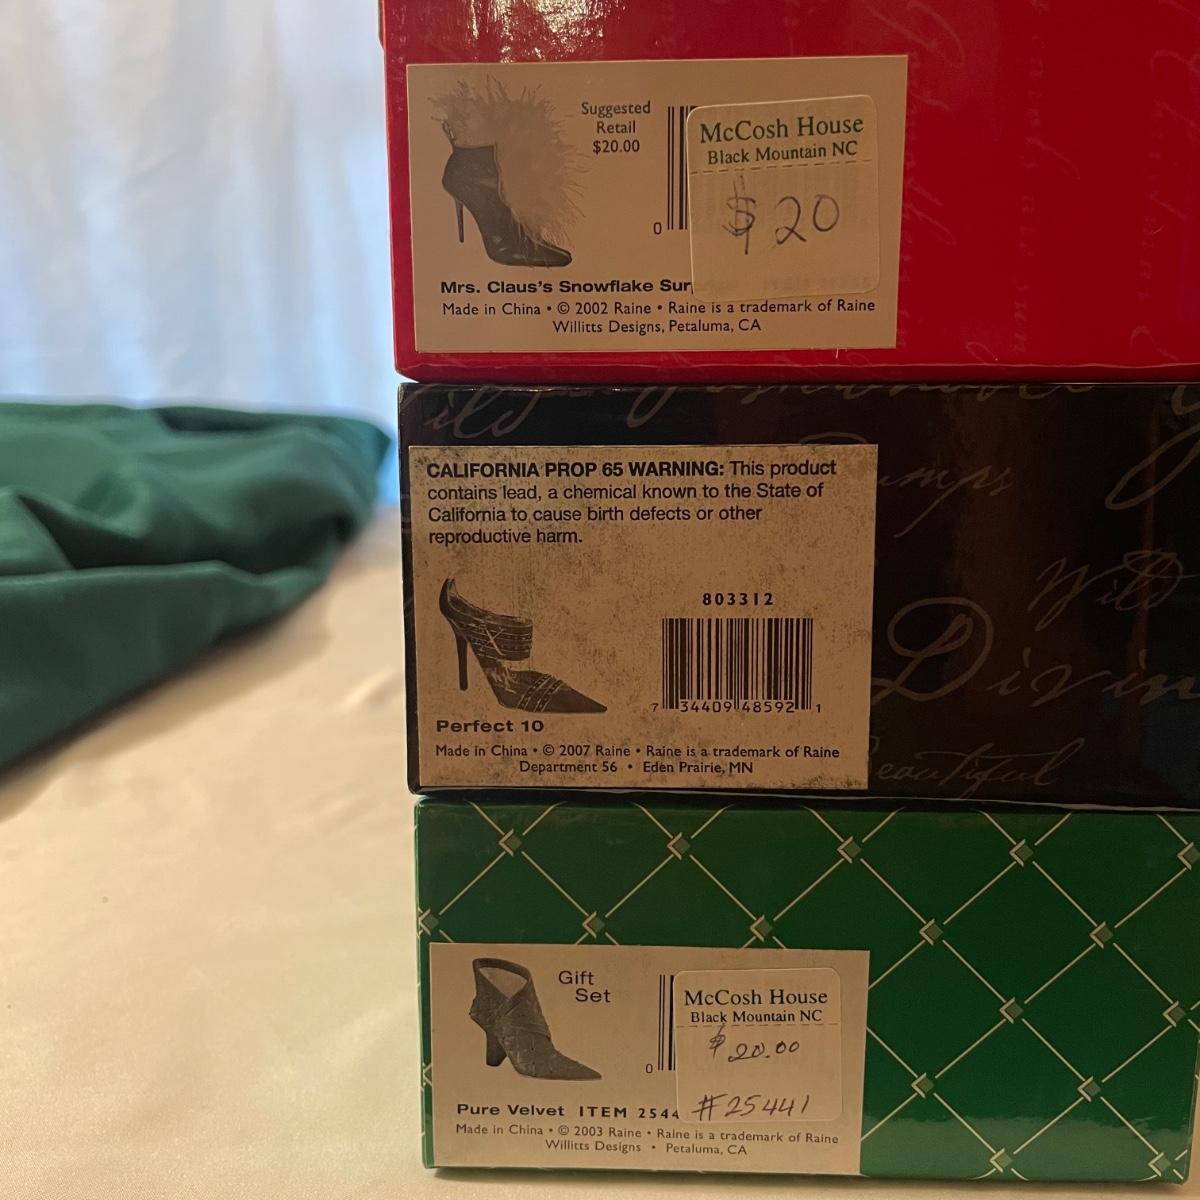 Suggested
Retail
$20.00
McCosh House
Black Mountain NC
$20
0
Mrs. Claus's Snowflake
Made in China • © 2002 Raine • Raine is a trademark of Raine
Willitts Designs, Petaluma, CA
CALIFORNIA PROP 65 WARNING: This product
contains lead, a chemical known to the State of
California to cause birth defects or other
reproductive harm.
803312
7 34409 48592 1
Perfect 10
Made in China • © 2007 Raine • Raine is a trademark of Raine
Department 56 • Eden Prairie, MN
Wild
Divin
Beautiful
Gift
Set
McCosh House
Black Mountain NC
$20.00
#25441
0
Pure Velvet ITEM 2544
Made in China • © 2003 Raine • Raine is a trademark of Raine
Willitts Designs • Petaluma, CA